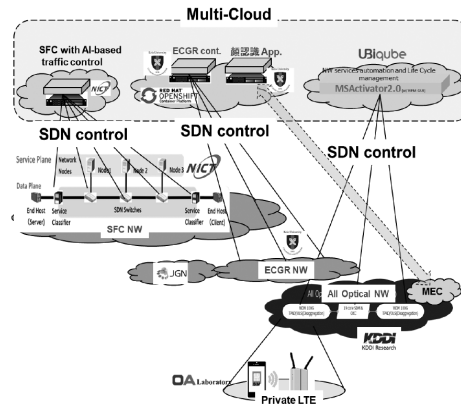 Multi-Cloud
SFC with AI-based
traffic control
NICT
ECGR cont.
顔認識 App.
RED HAT
OPENSHIFT
Container Platform
UBiqube
NW services automation and Life Cycle
management
MSActivator2.0
SDN control
SDN control
SDN control
Service Plane
Network
Nodes
Node 1
Node 2
Node 3
NICT
Data Plane
End Host
(Server)
Service
Classifier
SDN Switches
Service
Classifier
End Host
(Client)
SFC NW
JGN
ECGR NW
MEC
All Optical NW
KDDI
KDDI Research
OA Laboratory
Private LTE